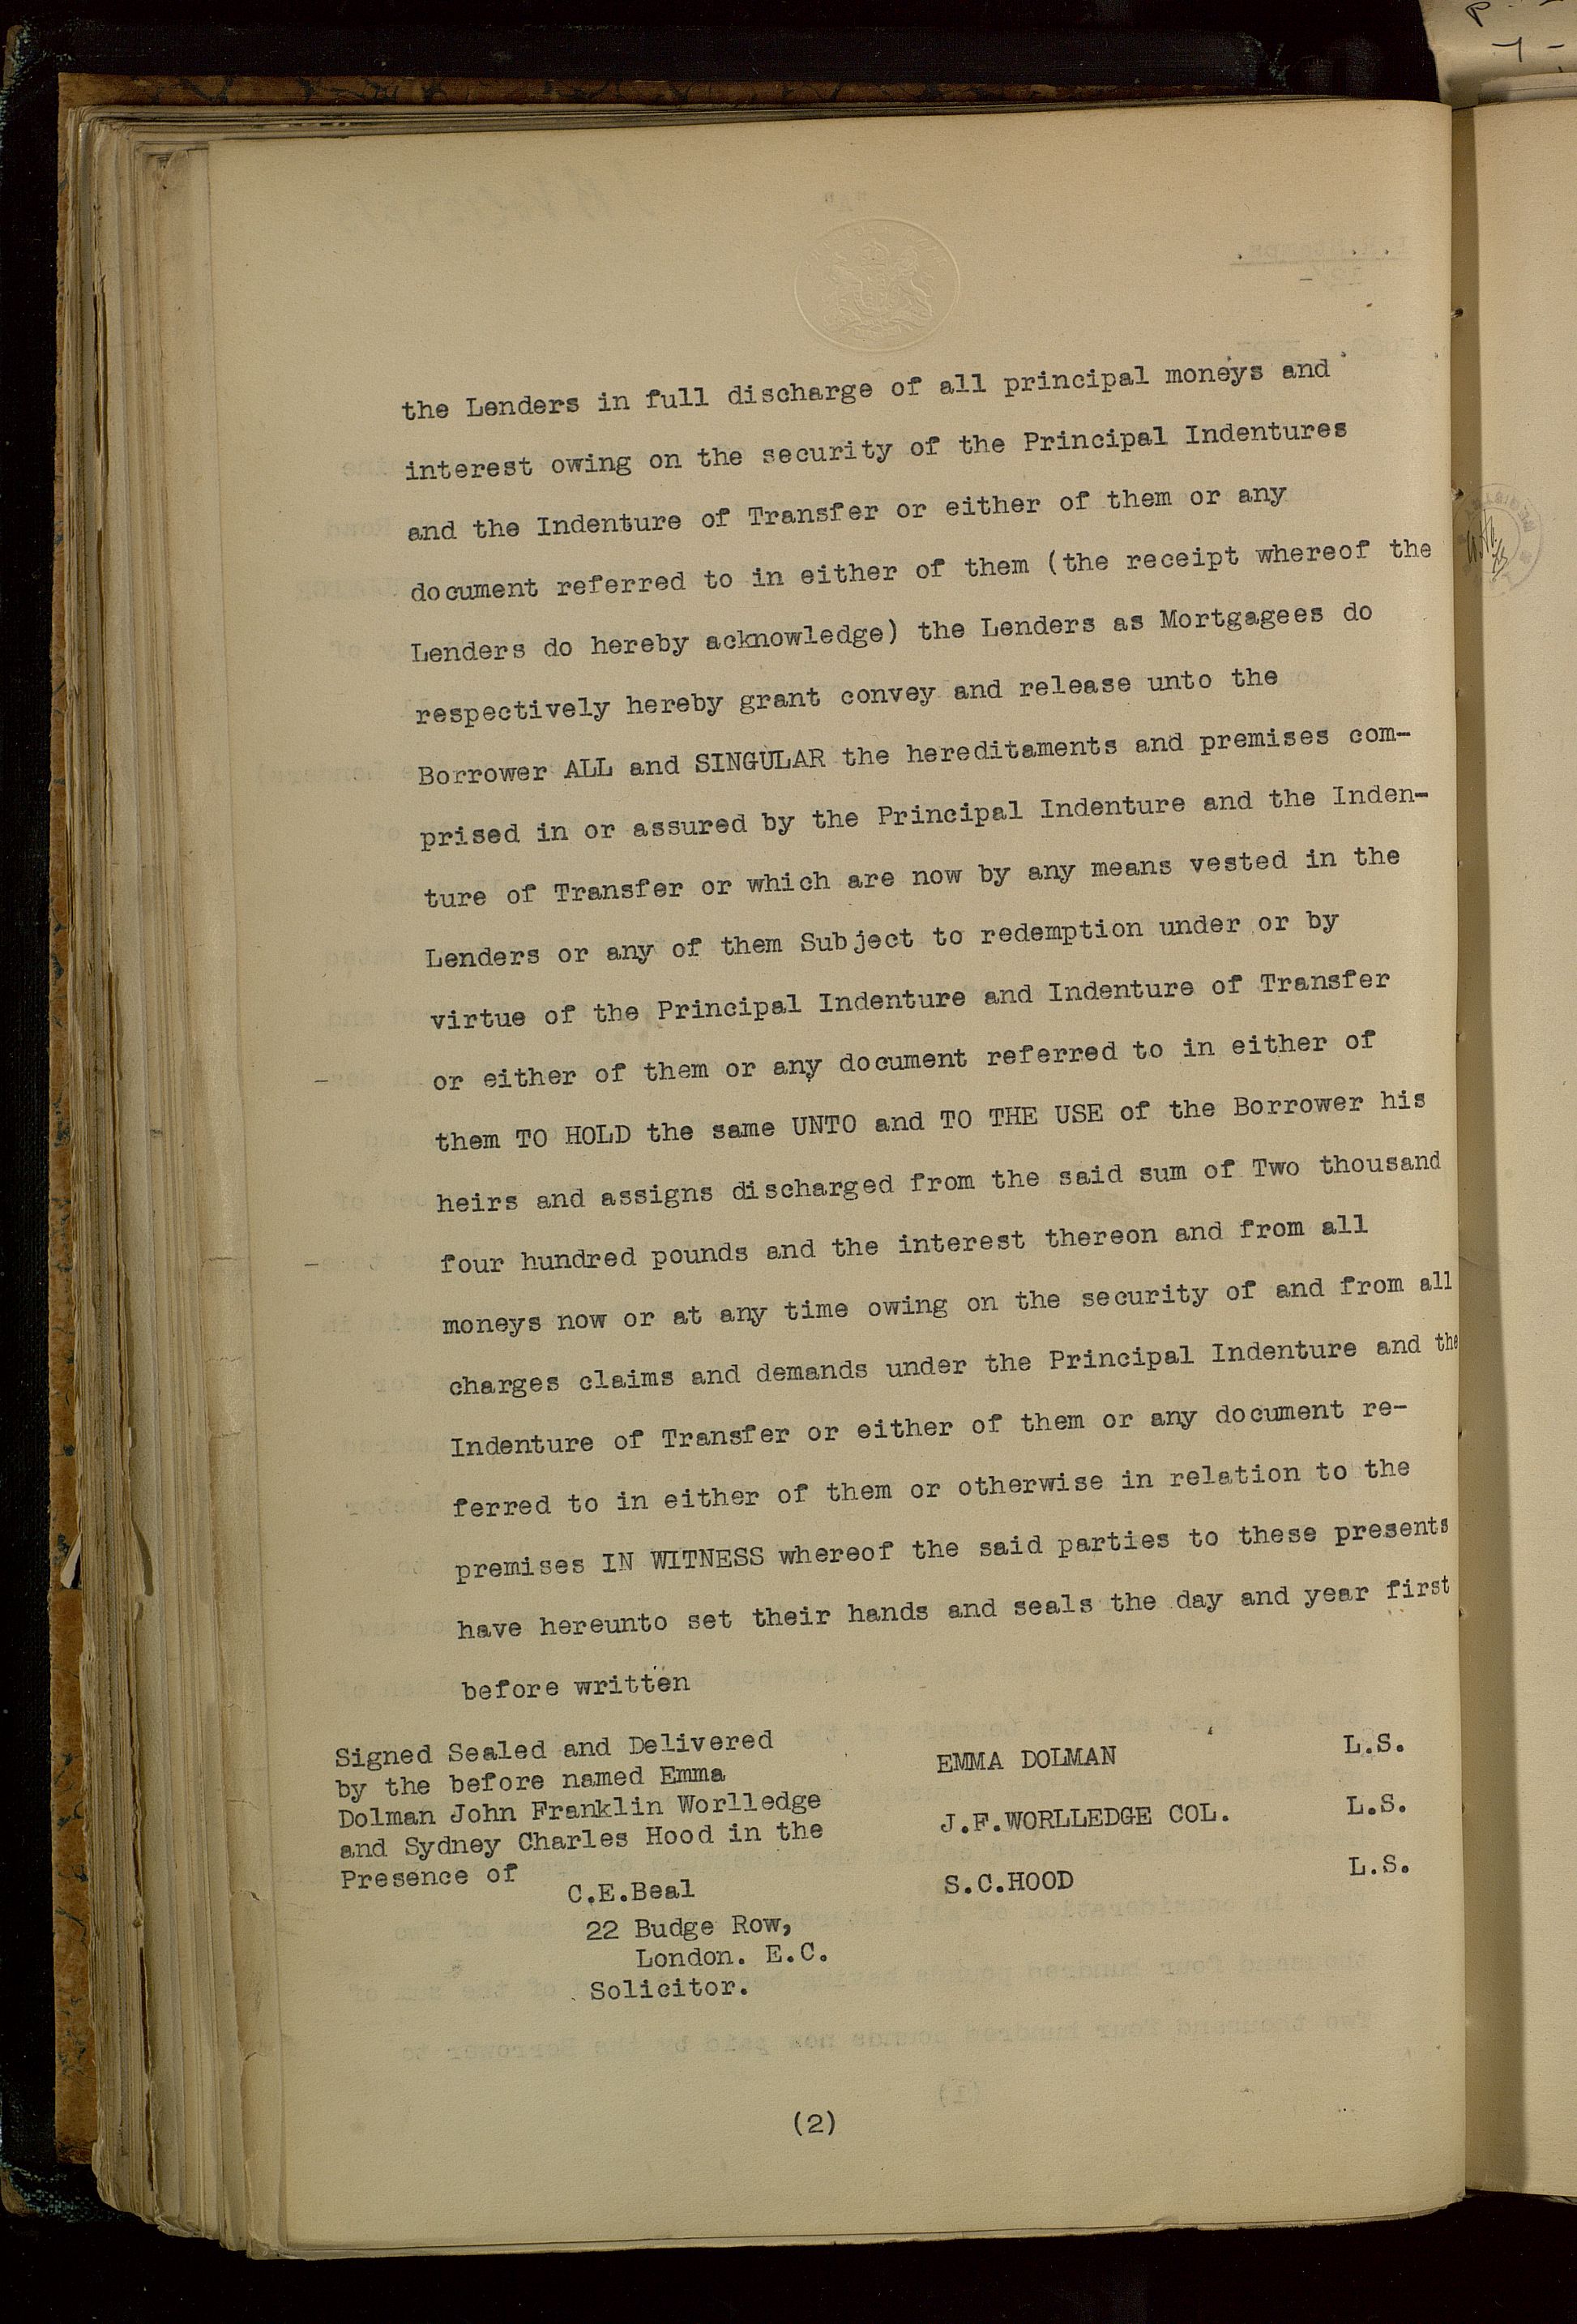 the Lenders in full discharge of all principal moneys and
interest owing on the security of the Principal Indentures
and the Indenture of Transfer or either of them or any
document referred to in either of them (the receipt whereof the
Lenders do hereby acknowledge) the Lenders as Mortgagees do
respectively hereby grant convey and release unto the
Borrower ALL and SINGULAR the hereditaments and premises com-
prised in or assured by the Principal Indenture and the Inden-
ture of Transfer or which are now by any means vested in the
Lenders or any of them Subject to redemption under or by
virtue of the Principal Indenture and Indenture of Transfer
or either of them or any document referred to in either of
them TO HOLD the same UNTO and TO THE USE of the Borrower his
heirs and assigns discharged from the said sum of Two thousand
four hundred pounds and the interest thereon and from all
moneys now or at any time owing on the security of and from all
charges claims and demands under the Principal Indenture and the
Indenture of Transfer or either of them or any document re-
ferred to in either of them or otherwise in relation to the
premises IN WITNESS whereof the said parties to these presents
have hereunto set their hands and seals the day and year first
before written
Signed Sealed and Delivered
by the before named Emma
Dolman John Franklin Worlledge
and Sydney Charles Hood in the
Presence of
C.E.Beal
22 Budge Row,
London. E.C.
Solicitor.
EMMA DOLMAN L.S.
J.F.WORLLEDGE COL. L.S.
S.C.HOOD L.S.
(2)